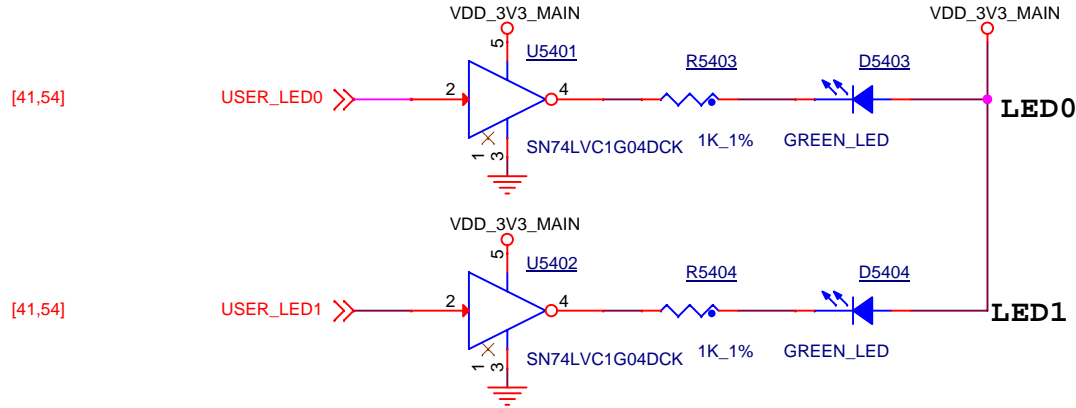 VDD_3V3_MAIN
VDD_3V3_MAIN
5
U5401
R5403
D5403
[41,54]
USER_LED0
2
4
LED0
1
3
SN74LVC1G04DCK
1K_1%
GREEN_LED
VDD_3V3_MAIN
5
U5402
R5404
D5404
[41,54]
USER_LED1
2
4
LED1
1
3
SN74LVC1G04DCK
1K_1%
GREEN_LED